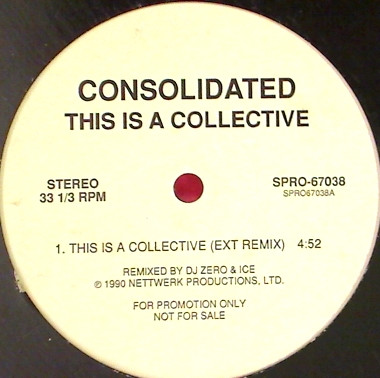 CONSOLIDATED
THIS IS A COLLECTIVE
STEREO
33 1/3 RPM
SPRO-67038
SPRO67038A
1. THIS IS A COLLECTIVE (EXT REMIX) 4:52
REMIXED BY DJ ZERO & ICE
℗ 1990 NETTWERK PRODUCTIONS, LTD.
FOR PROMOTION ONLY
NOT FOR SALE